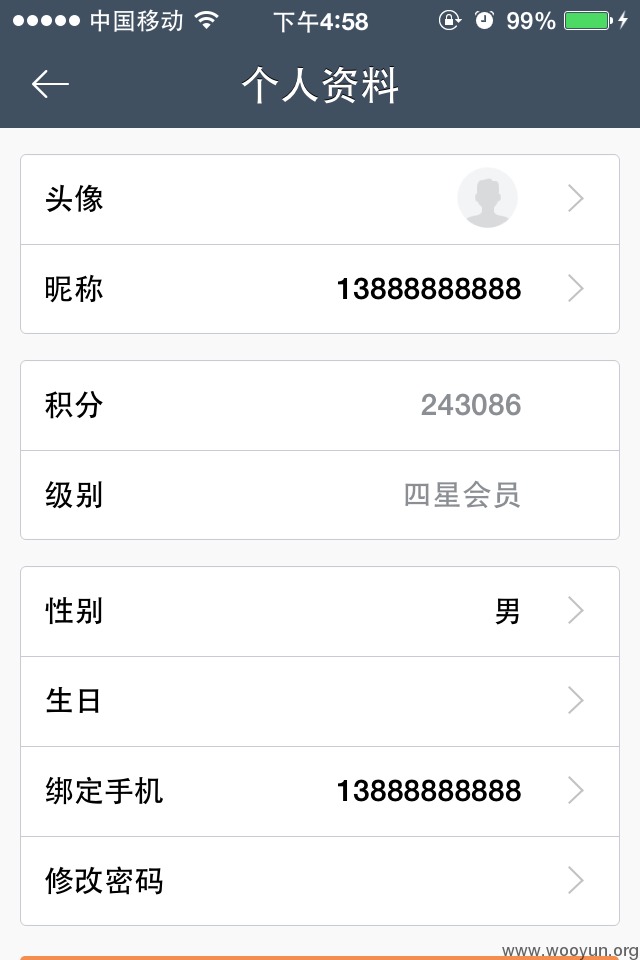 中国移动 下午4:58 99%
个人资料
头像
昵称 13888888888
积分 243086
级别 四星会员
性别 男
生日
绑定手机 13888888888
修改密码
www.wooyun.org